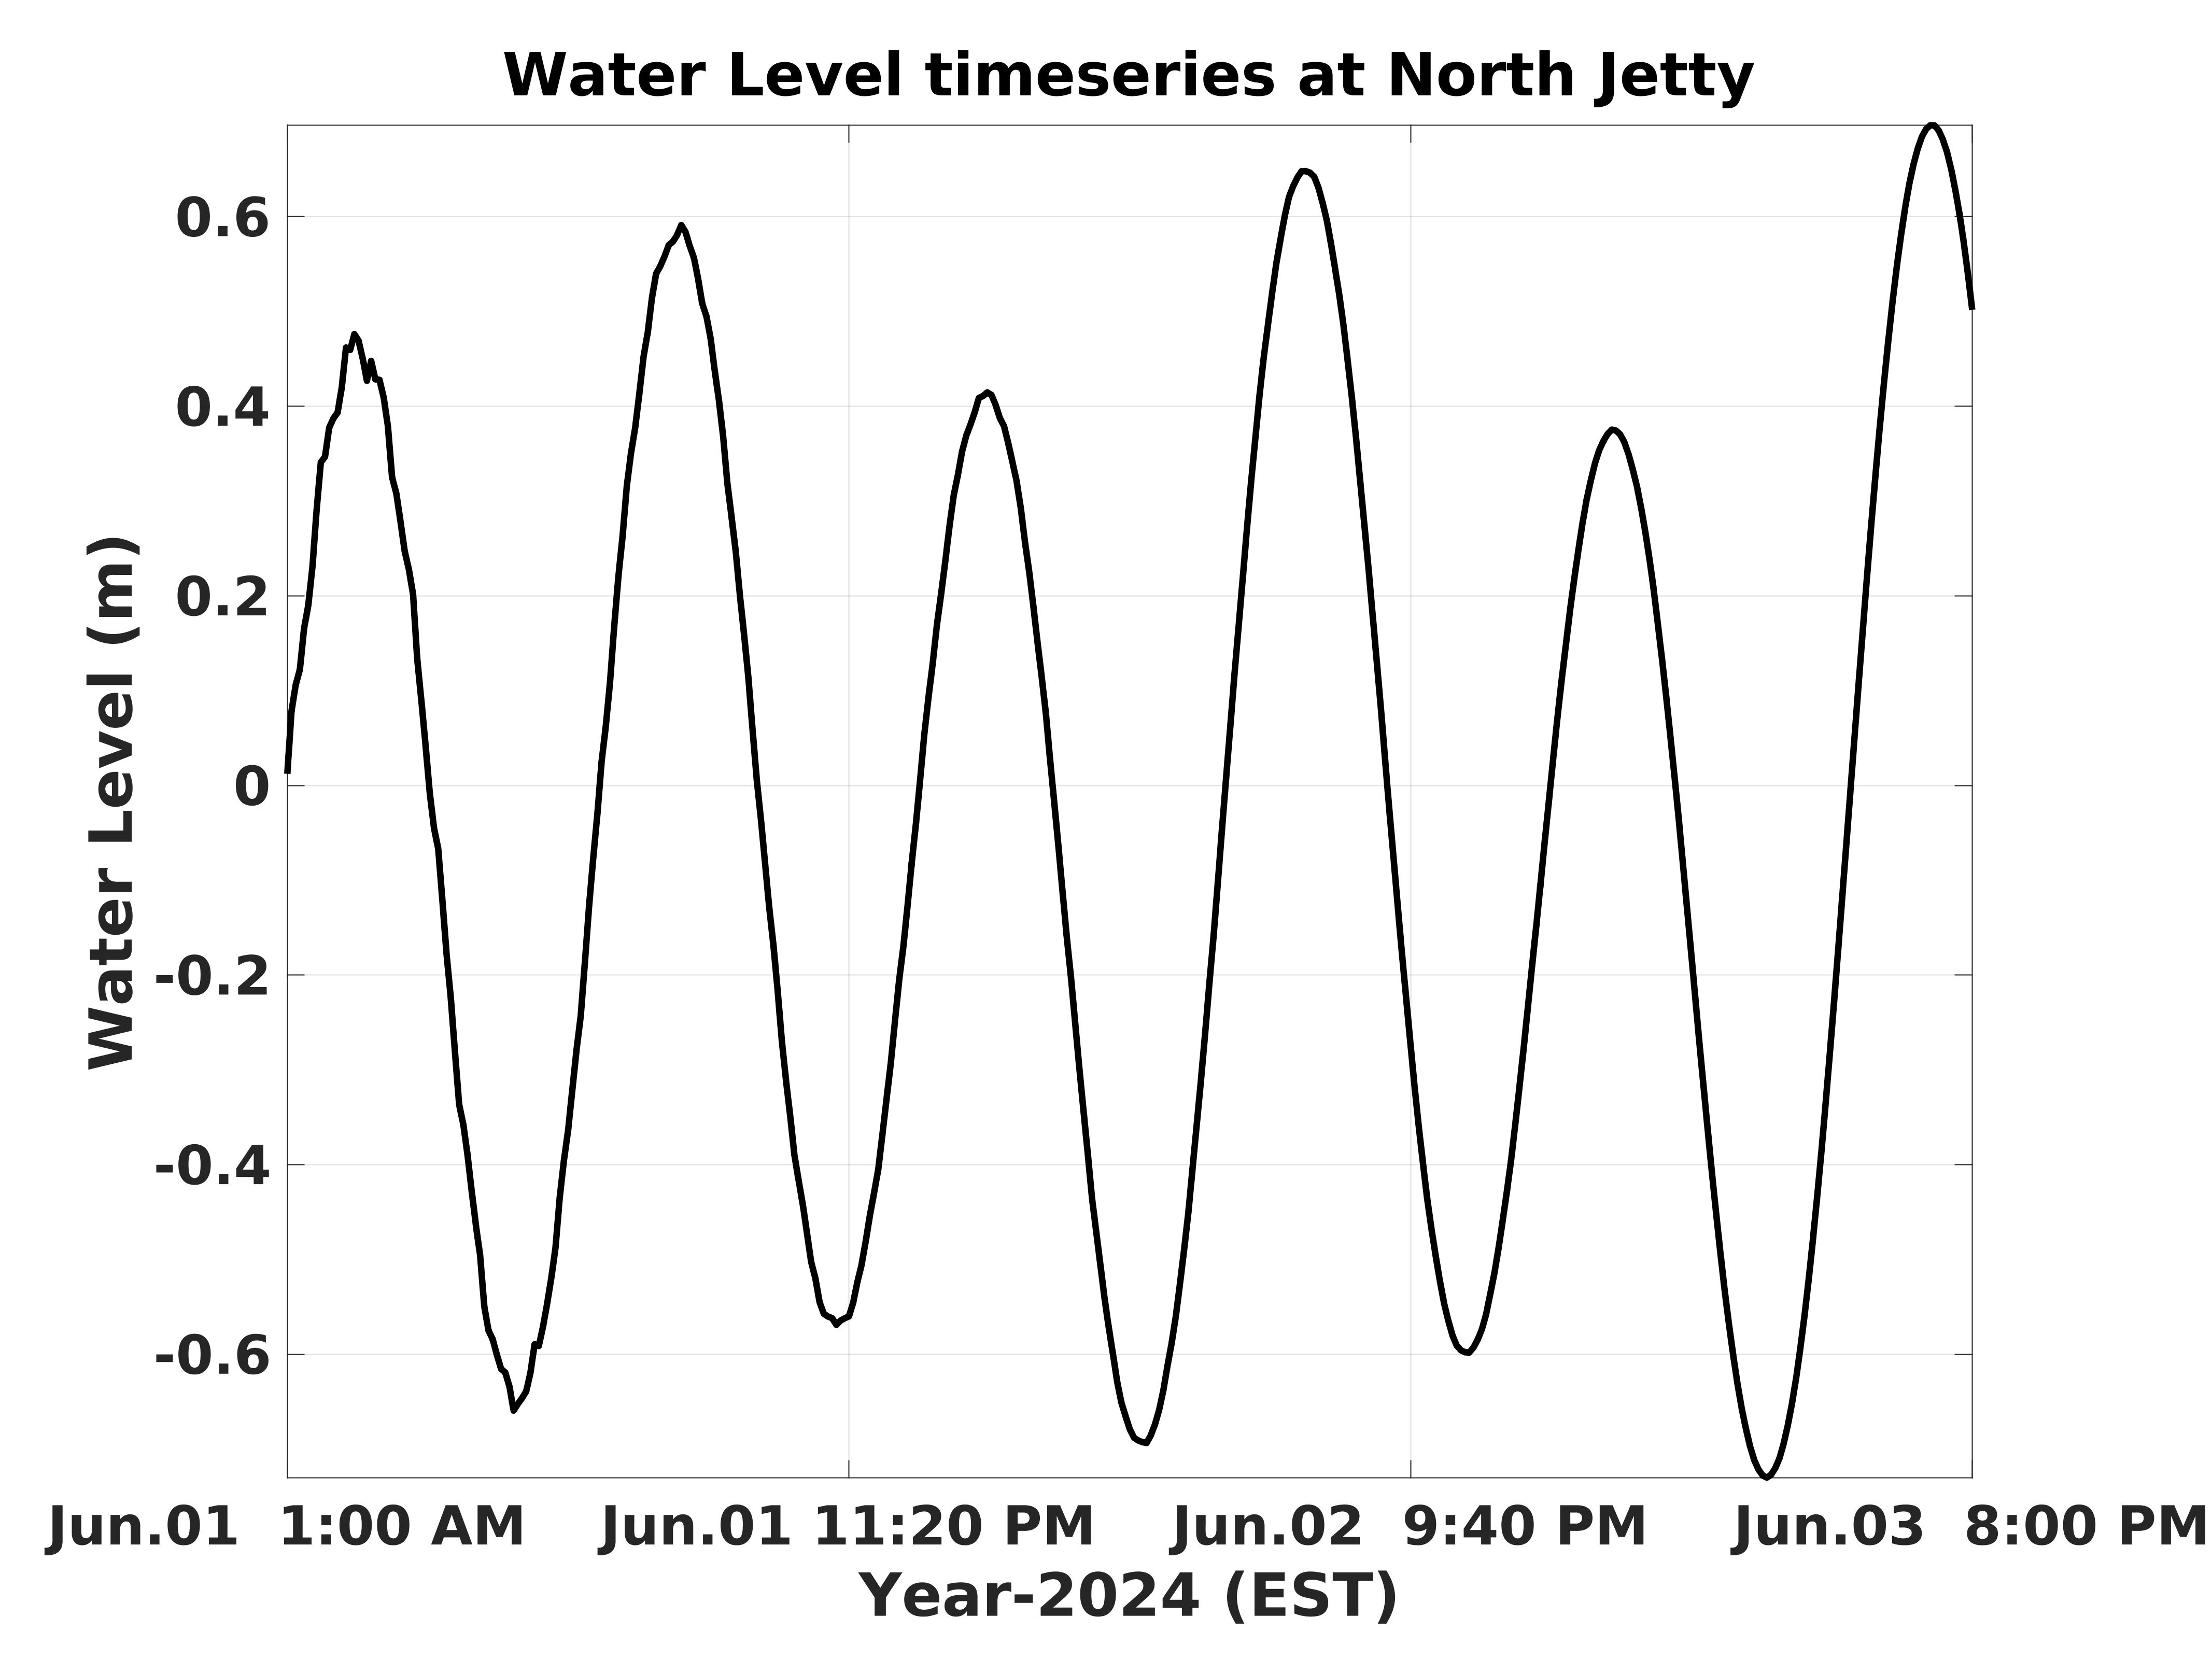 Water Level timeseries at North Jetty
Water Level (m)
0.6
0.4
0.2
0
-0.2
-0.4
-0.6
Jun.01 1:00 AM Jun.01 11:20 PM Jun.02 9:40 PM Jun.03 8:00 PM
Year-2024 (EST)